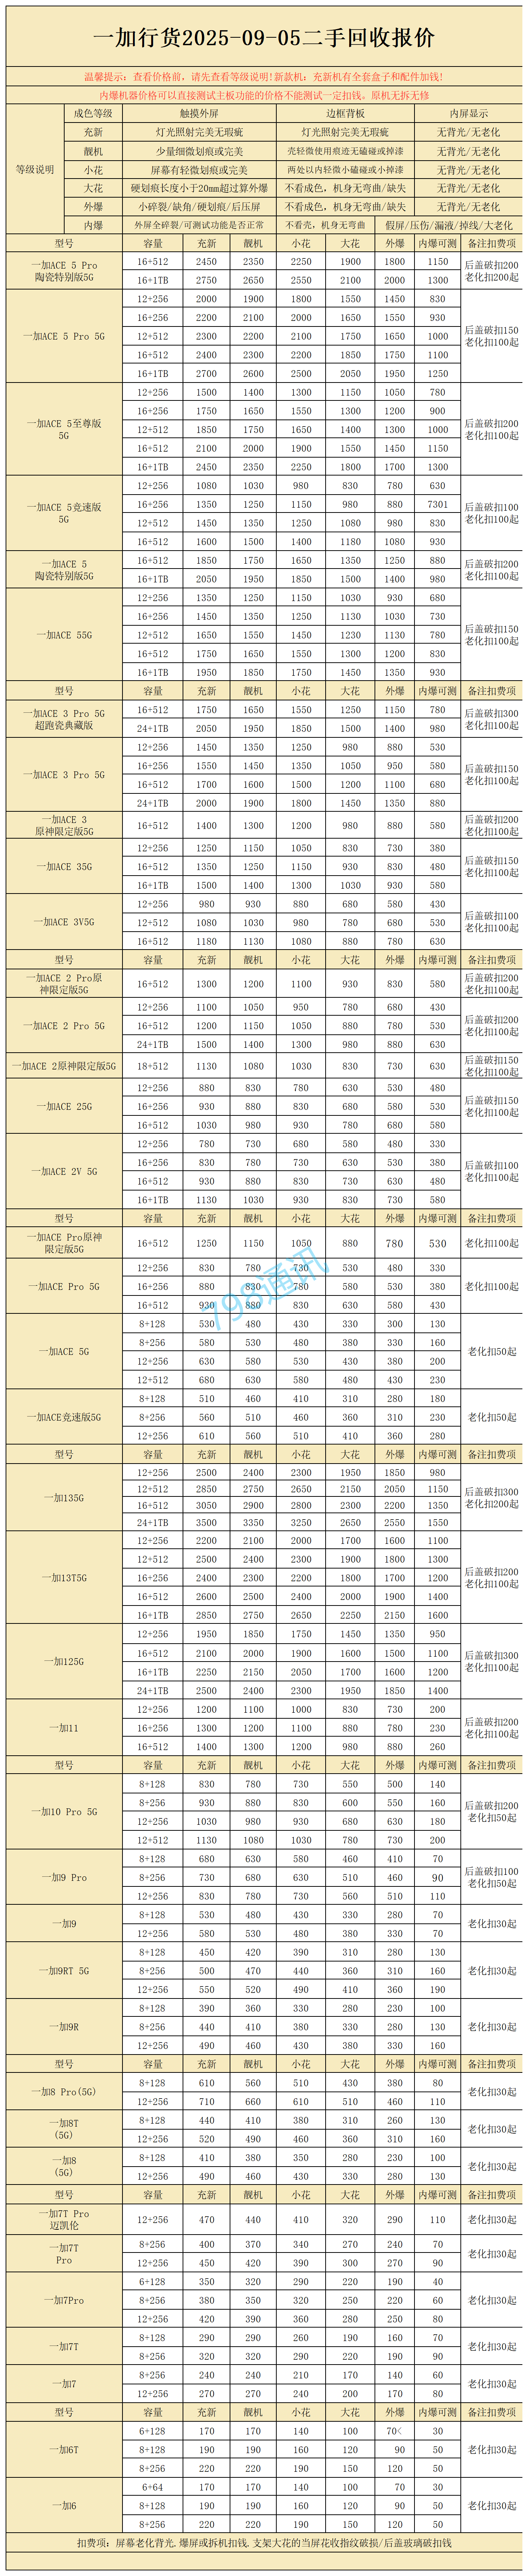 一加行货2025-09-05二手回收报价
温馨提示: 查看价格前, 请先查看等级说明!新款机: 充新机有全套盒子和配件加钱!
内爆机器价格可以直接测试主板功能的价格不能测试一定扣钱、原机无拆无修
等级说明 成色等级 触摸外屏 边框背板 内屏显示
充新 灯光照射完美无瑕疵 灯光照射完美无瑕疵 无背光/无老化
靓机 少量细微划痕或完美 壳轻微使用痕迹无磕碰或掉漆 无背光/无老化
小花 屏幕有轻微划痕或完美 两处以内轻微小磕碰或小掉漆 无背光/无老化
大花 硬划痕长度小于20mm超过算外爆 不看成色, 机身无弯曲/缺失 无背光/无老化
外爆 小碎裂/缺角/硬划痕/后压屏 不看成色, 机身无弯曲/缺失 无背光/无老化
内爆 外屏全碎裂/可测试功能是否正常 不看壳, 机身无弯曲 假屏/压伤/漏液/掉线/大老化
型号 容量 充新 靓机 小花 大花 外爆 内爆可测 备注扣费项
一加ACE 5 Pro
陶瓷特别版5G
16+512 2450 2350 2250 1900 1800 1150
16+1TB 2750 2650 2550 2100 2000 1300
后盖破扣200
老化扣200起
一加ACE 5 Pro 5G
12+256 2000 1900 1800 1550 1450 830
16+256 2200 2100 2000 1650 1550 930
12+512 2300 2200 2100 1750 1650 1000
16+512 2400 2300 2200 1850 1750 1100
16+1TB 2700 2600 2500 2050 1950 1250
后盖破扣150
老化扣100起
一加ACE 5至尊版
5G
12+256 1500 1400 1300 1150 1050 780
16+256 1750 1650 1550 1300 1200 900
12+512 1850 1750 1650 1400 1300 1000
16+512 2100 2000 1900 1550 1450 1150
16+1TB 2450 2350 2250 1800 1700 1300
后盖破扣200
老化扣100起
一加ACE 5竞速版
5G
12+256 1080 1030 980 830 780 630
16+256 1350 1250 1150 980 880 7301
12+512 1450 1350 1250 1080 980 830
16+512 1600 1500 1400 1180 1080 930
后盖破扣100
老化扣100起
一加ACE 5
陶瓷特别版5G
16+512 1850 1750 1650 1350 1250 880
16+1TB 2050 1950 1850 1500 1400 980
后盖破扣200
老化扣100起
一加ACE 55G
12+256 1350 1250 1150 1030 930 680
16+256 1450 1350 1250 1130 1030 730
12+512 1650 1550 1450 1230 1130 780
16+512 1750 1650 1550 1300 1200 830
16+1TB 1950 1850 1750 1450 1350 930
后盖破扣150
老化扣100起
型号 容量 充新 靓机 小花 大花 外爆 内爆可测 备注扣费项
一加ACE 3 Pro 5G
超跑瓷典藏版
16+512 1750 1650 1550 1250 1150 780
24+1TB 2050 1950 1850 1500 1400 980
后盖破扣300
老化扣100起
一加ACE 3 Pro 5G
12+256 1450 1350 1250 980 880 530
16+256 1550 1450 1350 1050 950 580
16+512 1700 1600 1500 1200 1100 680
24+1TB 2000 1900 1800 1450 1350 880
后盖破扣150
老化扣100起
一加ACE 3
原神限定版5G
16+512 1400 1300 1200 980 880 580
后盖破扣200
老化扣100起
一加ACE 35G
12+256 1250 1150 1050 830 730 380
16+512 1350 1250 1150 930 830 480
16+1TB 1500 1400 1300 1030 930 580
后盖破扣150
老化扣100起
一加ACE 3V5G
12+256 980 930 880 680 580 430
12+512 1080 1030 980 780 680 530
16+512 1180 1130 1080 880 780 630
后盖破扣100
老化扣100起
型号 容量 充新 靓机 小花 大花 外爆 内爆可测 备注扣费项
一加ACE 2 Pro原
神限定版5G
16+512 1300 1200 1100 930 830 580
后盖破扣200
老化扣100起
一加ACE 2 Pro 5G
12+256 1100 1050 950 780 680 430
16+512 1200 1150 1050 880 780 530
24+1TB 1500 1400 1300 980 880 630
后盖破扣200
老化扣100起
一加ACE 2原神限定版5G
18+512 1130 1080 1030 830 730 630
后盖破扣150
老化扣100起
一加ACE 25G
12+256 880 830 780 630 530 480
16+256 930 880 830 680 580 530
16+512 1030 980 930 780 680 580
后盖破扣150
老化扣100起
一加ACE 2V 5G
12+256 780 730 680 580 480 330
16+256 830 780 730 630 530 380
16+512 930 880 830 730 630 480
16+1TB 1130 1030 930 830 730 580
后盖破扣100
老化扣100起
型号 容量 充新 靓机 小花 大花 外爆 内爆可测 备注扣费项
一加ACE Pro原神
限定版5G
16+512 1250 1150 1050 880 780 530
老化扣100起
一加ACE Pro 5G
12+256 830 780 730 530 480 330
16+256 880 830 780 580 530 380
16+512 930 880 830 630 580 430
老化扣100起
798通讯
一加ACE 5G
8+128 530 480 430 330 300 130
8+256 580 530 480 380 330 160
12+256 630 580 530 430 380 200
12+512 680 630 580 480 430 230
老化扣50起
一加ACE竞速版5G
8+128 510 460 410 310 280 180
8+256 560 510 460 360 310 230
12+256 610 560 510 410 360 280
老化扣50起
型号 容量 充新 靓机 小花 大花 外爆 内爆可测 备注扣费项
一加135G
12+256 2500 2400 2300 1950 1850 980
12+512 2850 2750 2650 2150 2050 1150
16+512 3050 2900 2800 2300 2200 1350
24+1TB 3500 3350 3250 2650 2550 1550
后盖破扣300
老化扣200起
一加13T5G
12+256 2200 2100 2000 1700 1600 1100
12+512 2500 2400 2300 1900 1800 1300
16+256 2400 2300 2200 1800 1700 1200
16+512 2600 2500 2400 2000 1900 1400
16+1TB 2850 2750 2650 2250 2150 1600
后盖破扣200
老化扣100起
一加125G
12+256 1950 1850 1750 1450 1350 950
16+512 2100 2000 1900 1600 1500 1100
16+1TB 2250 2150 2050 1700 1600 1200
24+1TB 2500 2400 2300 1950 1850 1400
后盖破扣300
老化扣100起
一加11
12+256 1200 1100 1000 830 730 200
16+256 1300 1200 1100 880 780 230
16+512 1400 1300 1200 980 880 260
后盖破扣200
老化扣100起
型号 容量 充新 靓机 小花 大花 外爆 内爆可测 备注扣费项
一加10 Pro 5G
8+128 830 780 730 550 500 140
8+256 930 880 830 600 550 160
12+256 1030 980 930 680 630 180
12+512 1130 1080 1030 780 730 200
后盖破扣200
老化扣50起
一加9 Pro
8+128 680 630 580 460 410 70
8+256 730 680 630 510 460 90
12+256 830 780 730 560 510 110
后盖破扣100
老化扣50起
一加9
8+128 530 480 430 330 280 70
12+256 580 530 480 380 330 70
老化扣30起
一加9RT 5G
8+128 450 420 390 310 280 130
8+256 500 470 440 360 310 160
12+256 550 520 490 410 360 190
老化扣30起
一加9R
8+128 390 360 330 280 230 100
8+256 440 410 380 330 280 130
12+256 490 460 430 380 330 160
老化扣30起
型号 容量 充新 靓机 小花 大花 外爆 内爆可测 备注扣费项
一加8 Pro(5G)
8+128 610 560 510 430 380 80
12+256 710 660 610 510 460 110
老化扣30起
一加8T
(5G)
8+128 440 410 380 310 260 130
12+256 520 490 460 360 310 160
老化扣30起
一加8
(5G)
8+128 410 380 350 280 230 100
12+256 490 460 430 330 280 130
老化扣30起
型号 容量 充新 靓机 小花 大花 外爆 内爆可测 备注扣费项
一加7T Pro
迈凯伦
12+256 470 440 410 320 290 110
老化扣30起
一加7T
Pro
8+256 400 370 340 270 240 70
12+256 450 420 390 300 270 90
老化扣30起
一加7Pro
6+128 350 320 290 220 190 40
8+256 380 350 320 250 220 60
12+256 420 390 360 280 250 80
老化扣30起
一加7T
8+128 290 290 260 190 160 70
8+256 320 320 290 220 190 90
老化扣30起
一加7
8+256 240 240 210 170 140 60
12+256 270 270 240 200 170 80
老化扣30起
型号 容量 充新 靓机 小花 大花 外爆 内爆可测 备注扣费项
一加6T
6+128 170 170 140 100 70< 30
8+128 190 190 160 120 90 50
8+256 220 220 190 150 120 50
老化扣30起
一加6
6+64 170 170 140 100 70 30
8+128 190 190 160 120 90 50
8+256 220 220 190 150 120 50
老化扣30起
扣费项: 屏幕老化背光.爆屏或拆机扣钱.支架大花的当屏花收指纹破损/后盖玻璃破扣钱